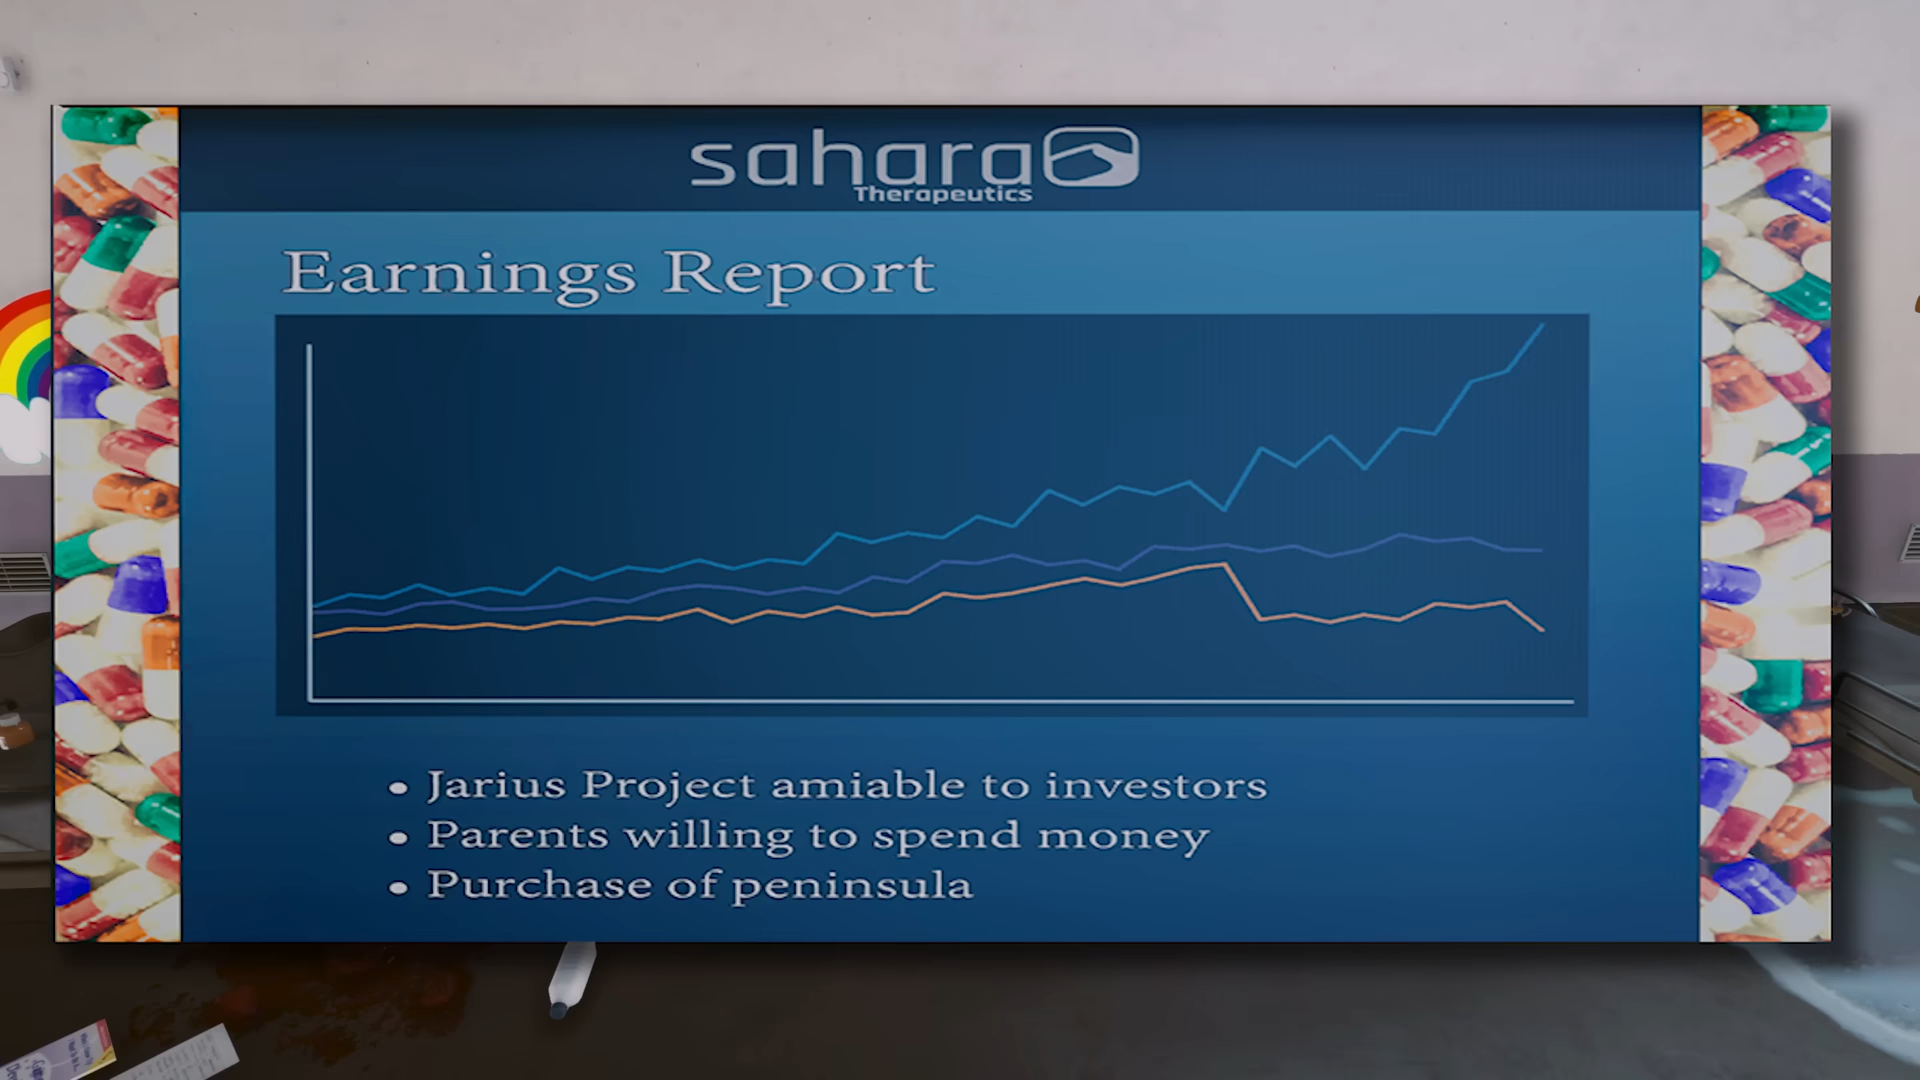 sahara
Therapeutics
Earnings Report
• Jarius Project amiable to investors
• Parents willing to spend money
• Purchase of peninsula